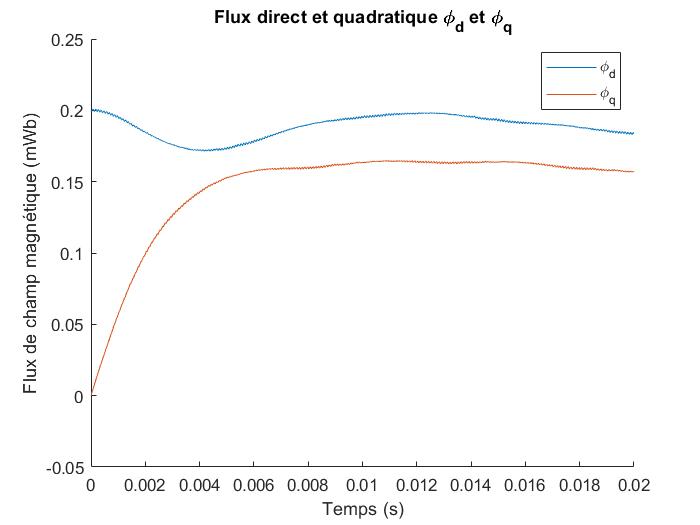 Flux direct et quadratique ϕd et ϕq
0.25
0.2
0.15
0.1
0.05
0
-0.05
Flux de champ magnétique (mWb)
ϕd
ϕq
0 0.002 0.004 0.006 0.008 0.01 0.012 0.014 0.016 0.018 0.02
Temps (s)